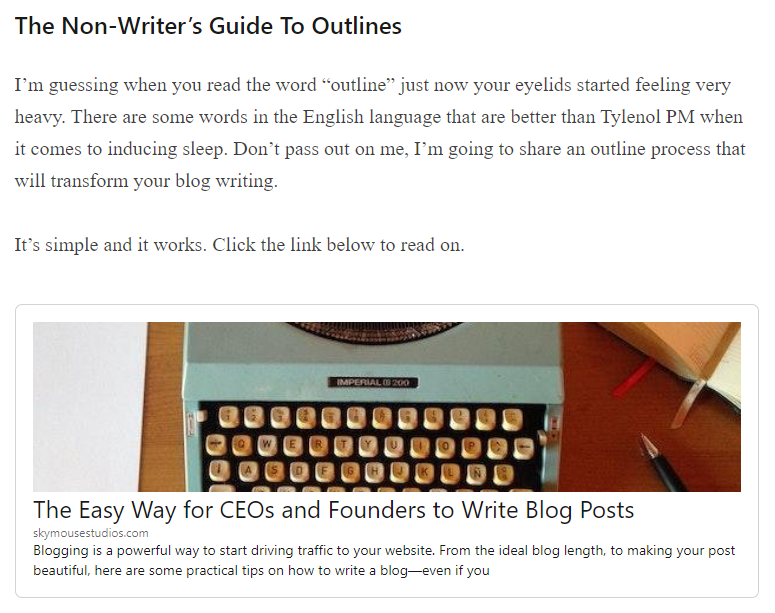 The Non-Writer’s Guide To Outlines
I’m guessing when you read the word “outline” just now your eyelids started feeling very
heavy. There are some words in the English language that are better than Tylenol PM when
it comes to inducing sleep. Don’t pass out on me, I’m going to share an outline process that
will transform your blog writing.
It’s simple and it works. Click the link below to read on.
IMPERIAL 200
Q W E R T Y U I O P
A S D F G H J K L Ñ
The Easy Way for CEOs and Founders to Write Blog Posts
skymousestudios.com
Blogging is a powerful way to start driving traffic to your website. From the ideal blog length, to making your post
beautiful, here are some practical tips on how to write a blog—even if you